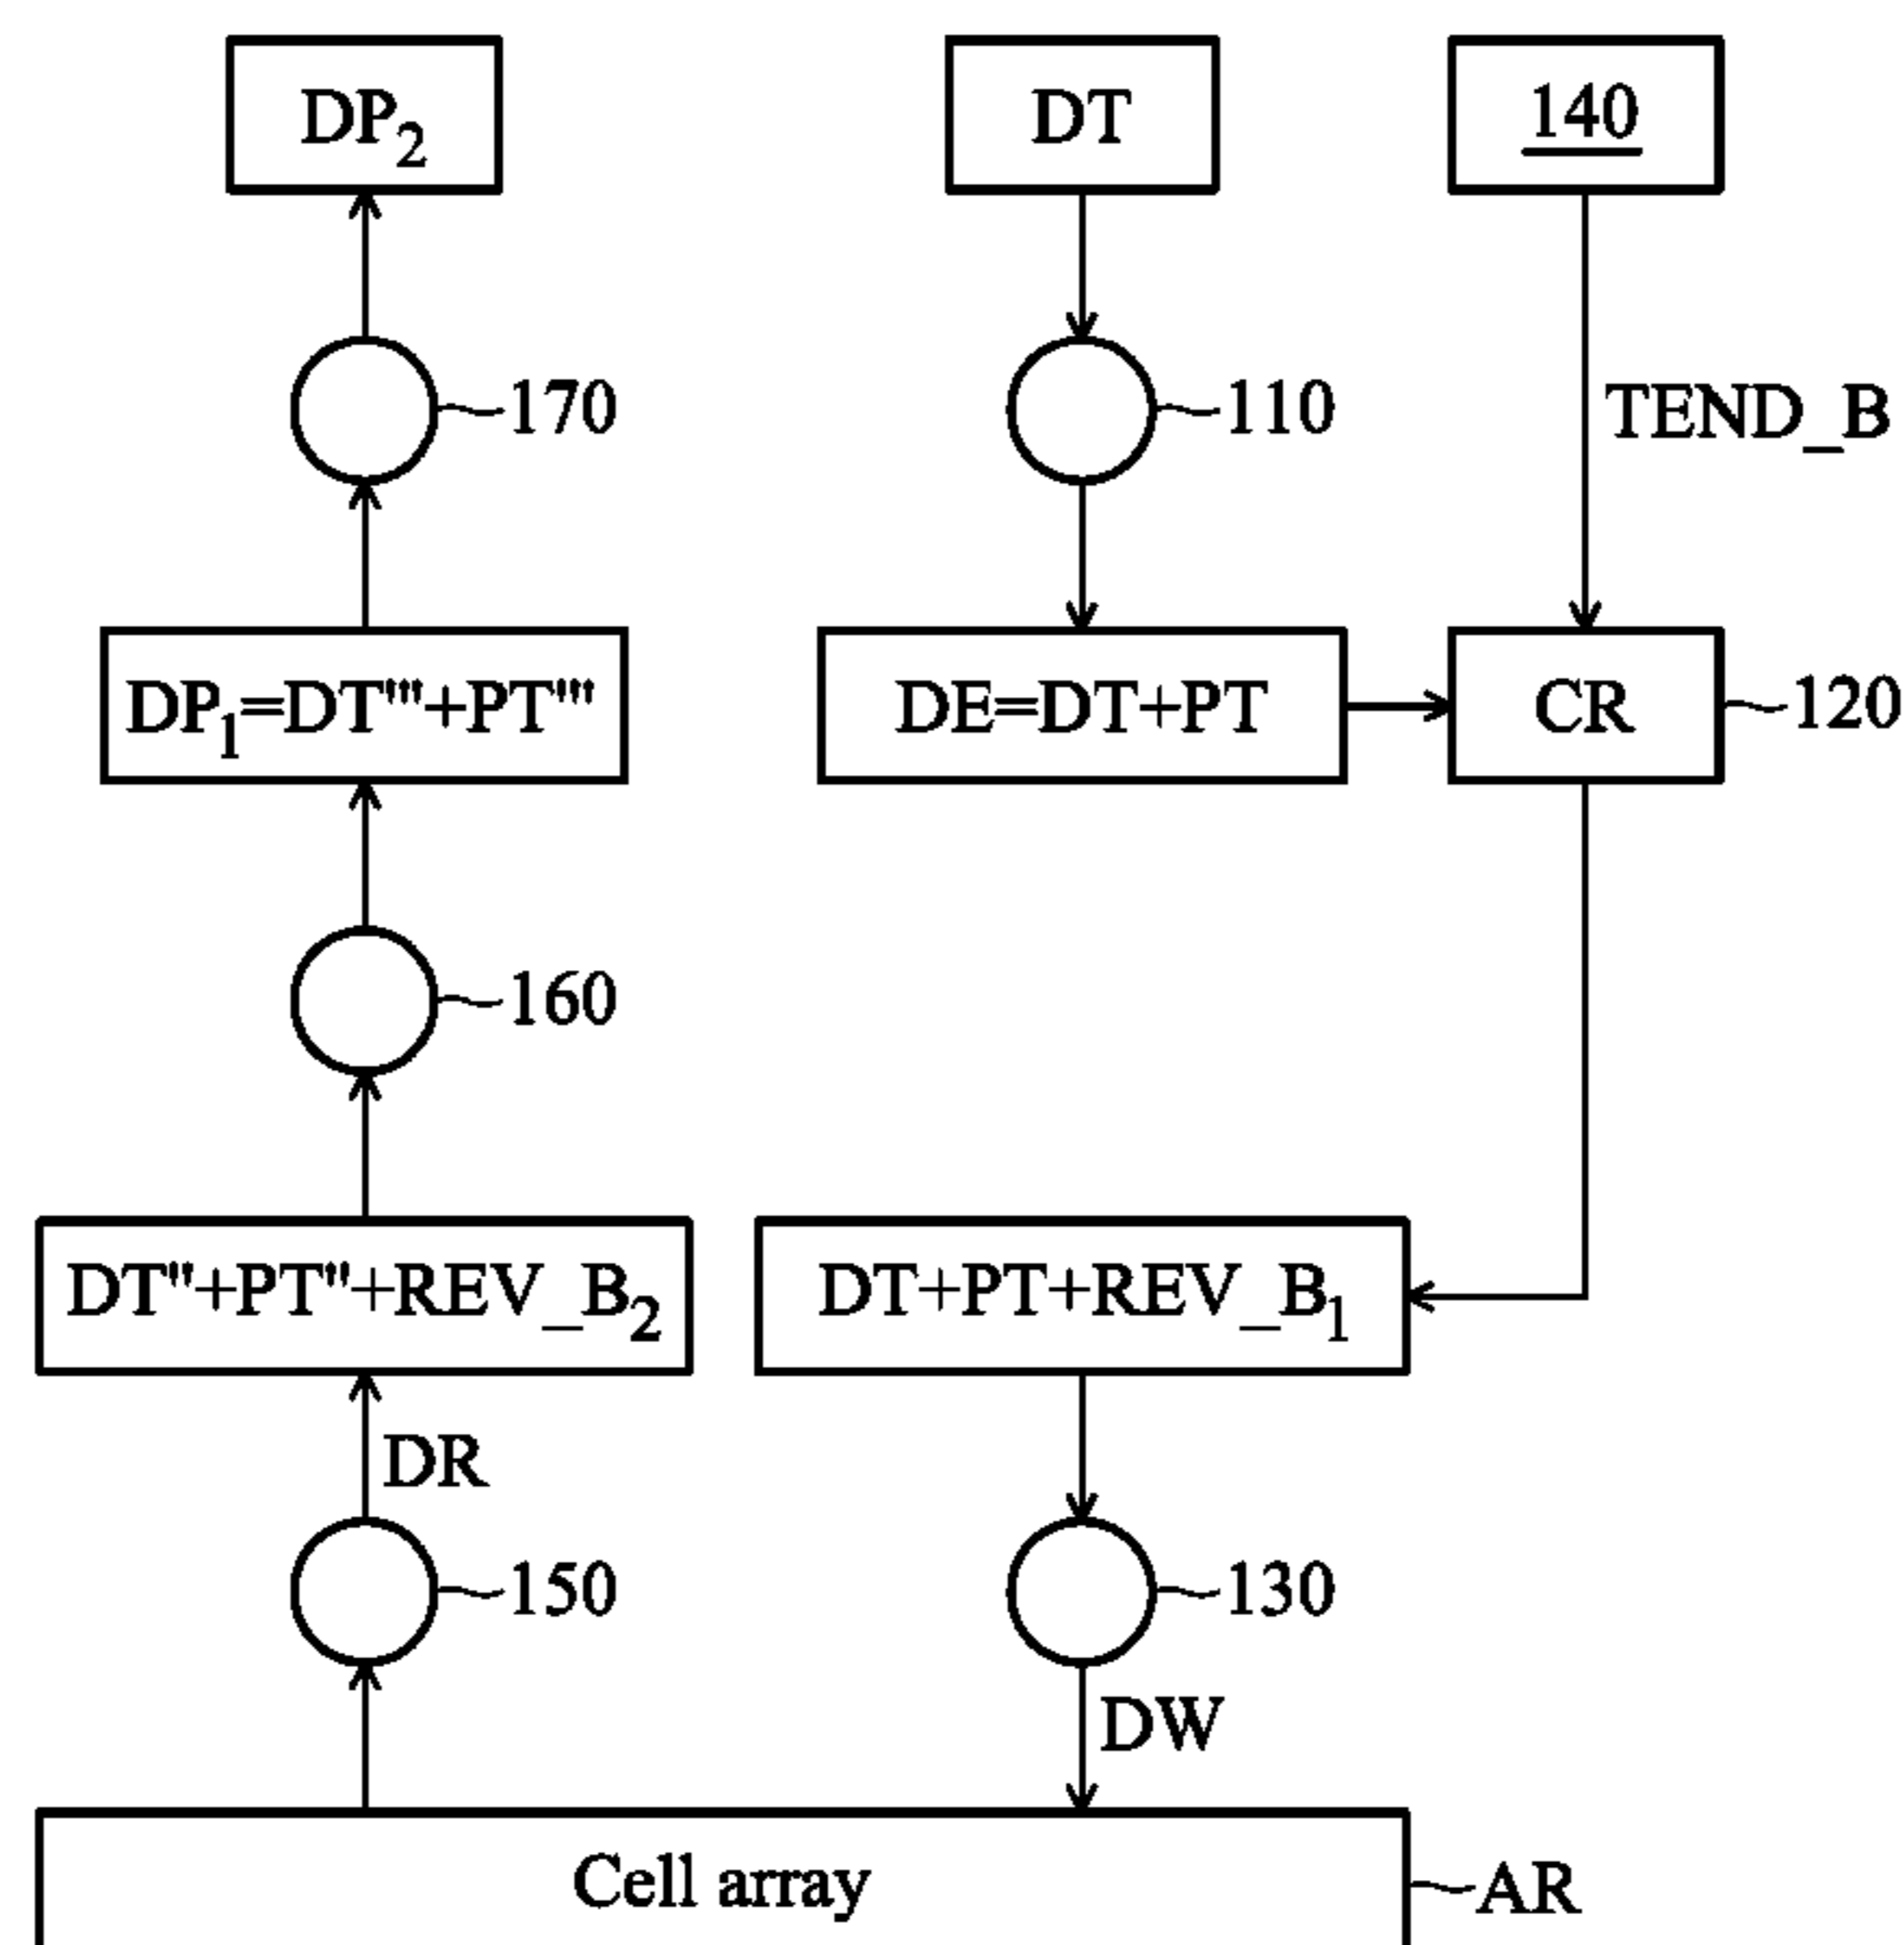 DP2
DT
140
170
110
TEND_B
DP1=DT'''+PT'''
DE=DT+PT
CR
120
160
DT''+PT''+REV_B2
DT+PT+REV_B1
DR
150
130
DW
Cell array
AR